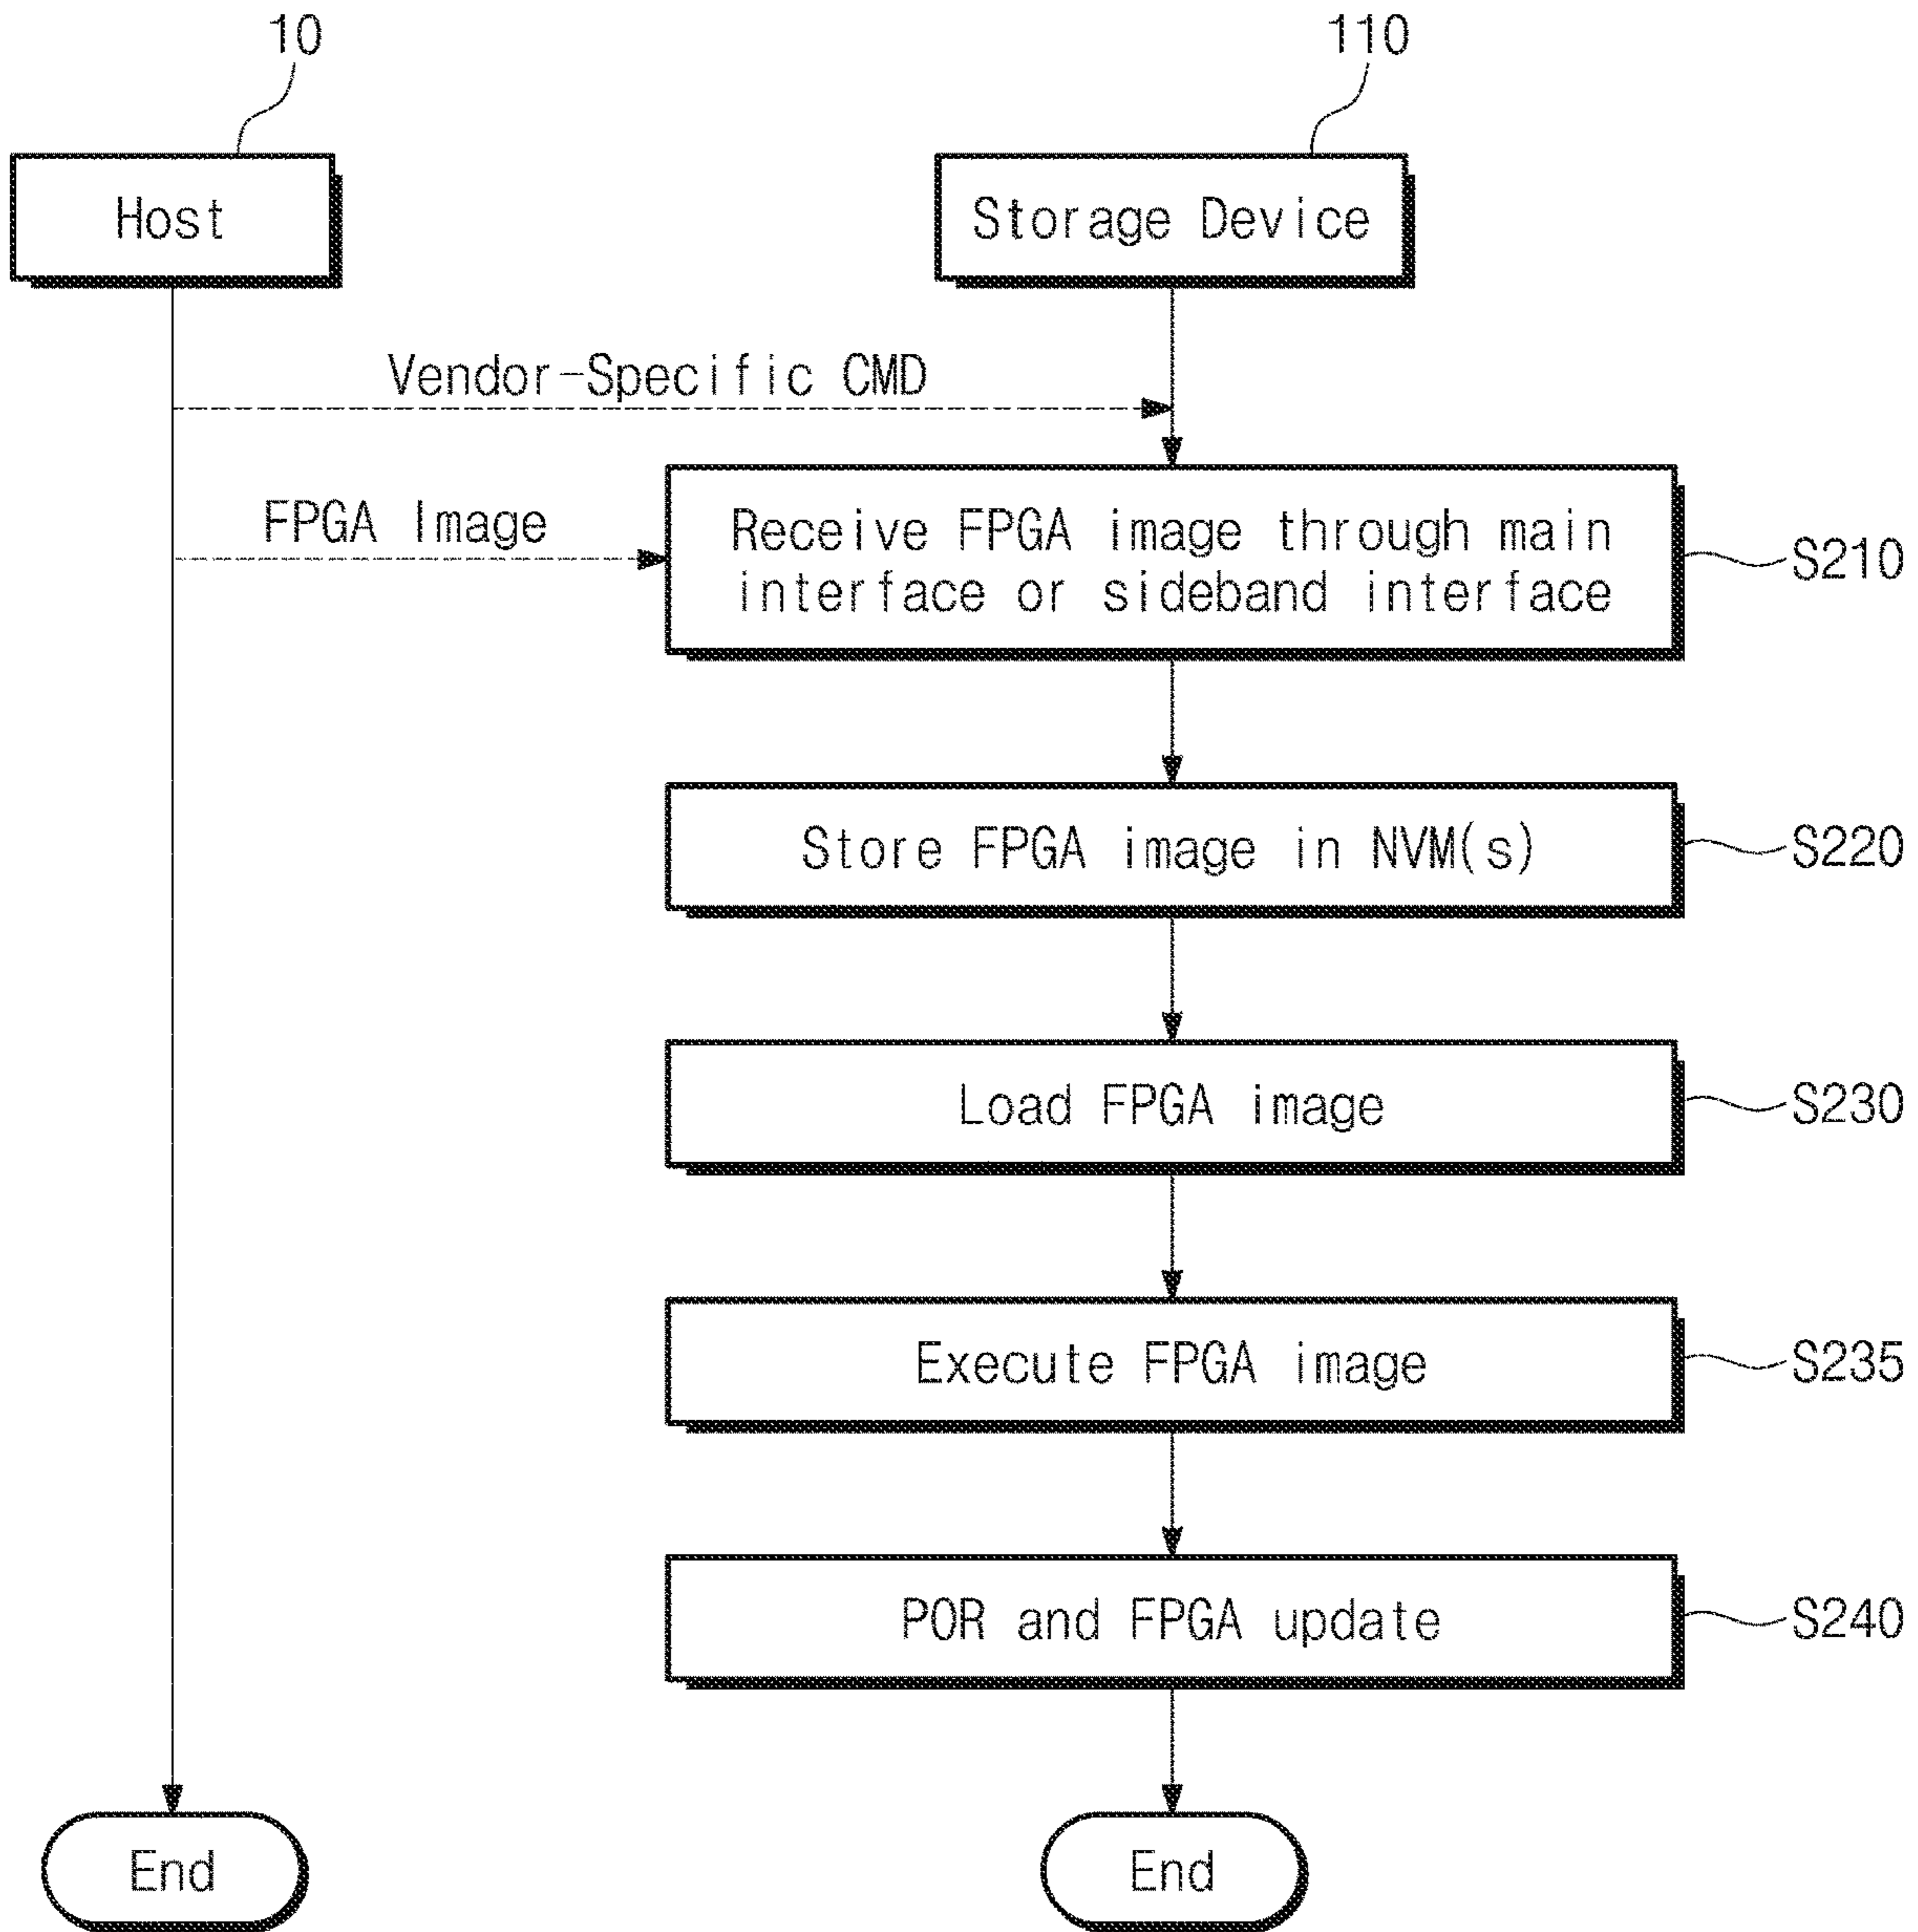 10
110
Host
Storage Device
Vendor-Specific CMD
FPGA Image
Receive FPGA image through main
interface or sideband interface
S210
Store FPGA image in NVM(s)
S220
Load FPGA image
S230
Execute FPGA image
S235
POR and FPGA update
S240
End
End